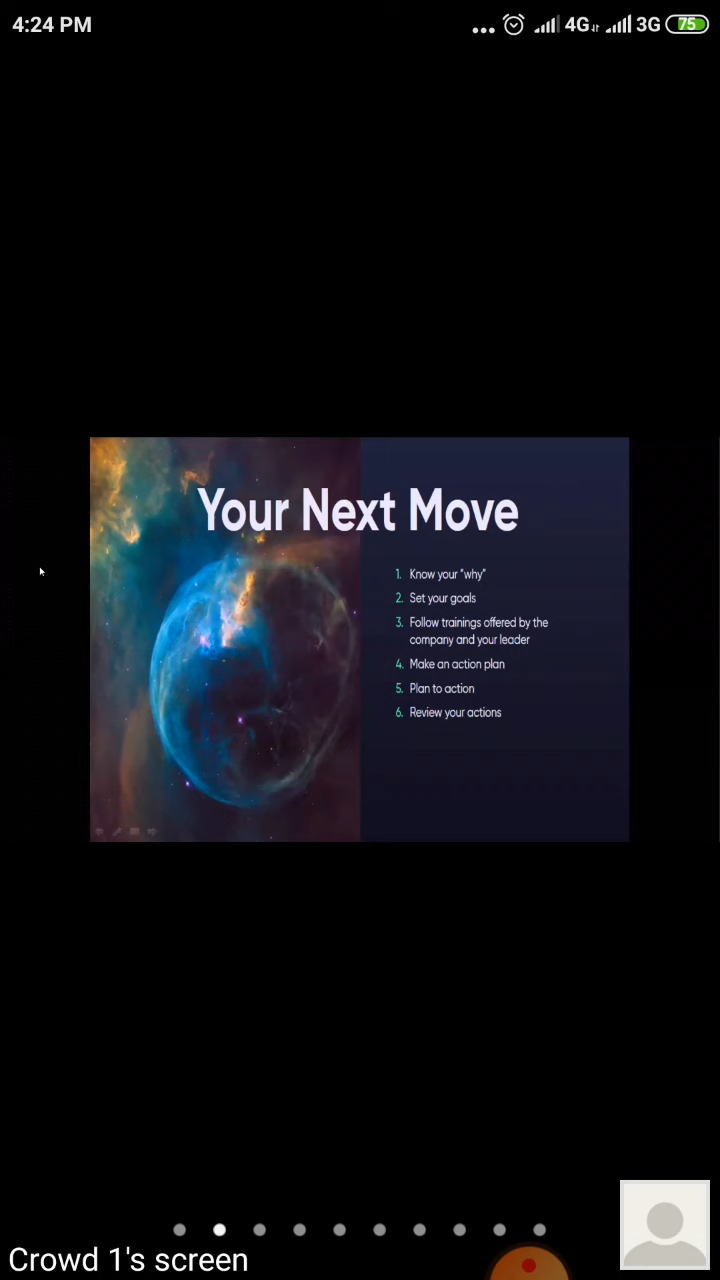 4:24 PM
... 4G 3G 75
Your Next Move
1. Know your "why"
2. Set your goals
3. Follow trainings offered by the
company and your leader
4. Make an action plan
5. Plan to action
6. Review your actions
Crowd 1's screen